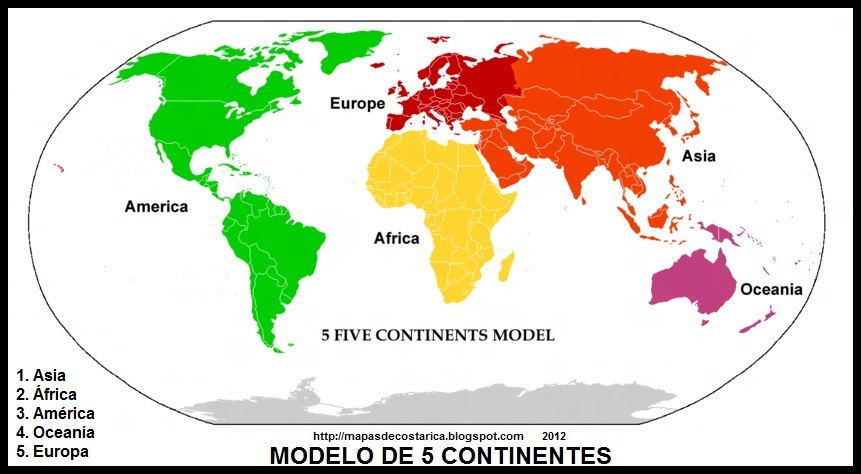 Europe
Asia
America
Africa
Oceania
5 FIVE CONTINENTS MODEL
1. Asia
2. África
3. América
4. Oceanía
5. Europa
http://mapasdecostarica.blogspot.com 2012
MODELO DE 5 CONTINENTES